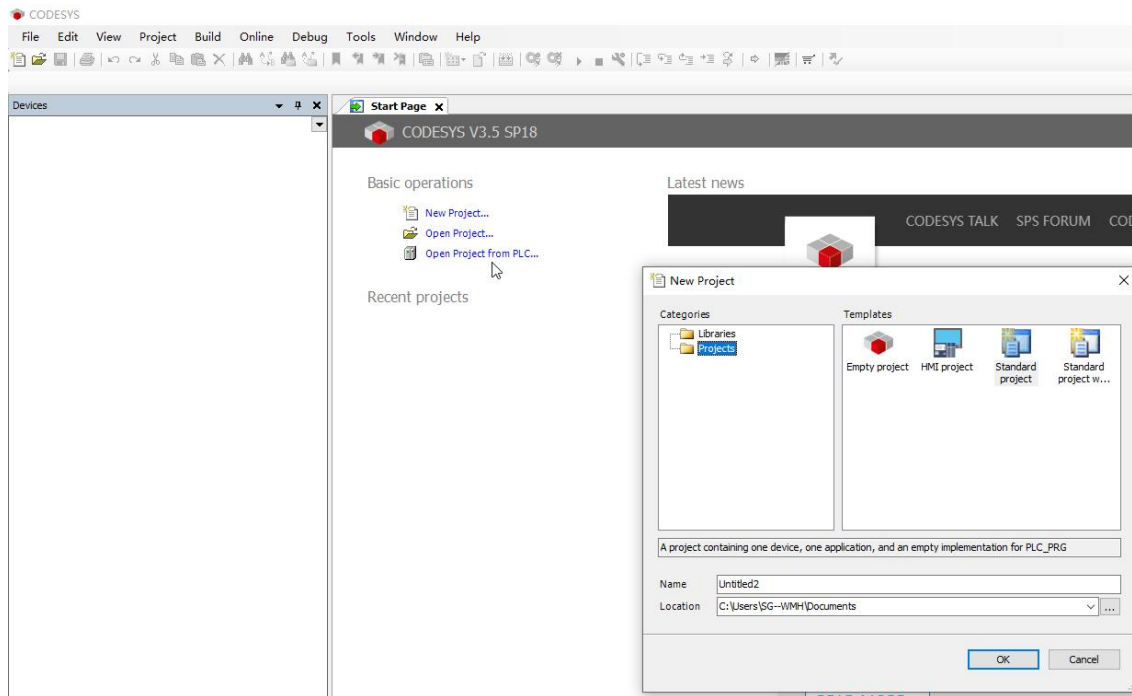 CODESYS
File Edit View Project Build Online Debug Tools Window Help
Devices
Start Page
CODESYS V3.5 SP18
Basic operations
New Project...
Open Project...
Open Project from PLC...
Recent projects
Latest news
CODESYS TALK SPS FORUM
New Project
Categories
Libraries
Projects
Templates
Empty project
HMI project
Standard
project
Standard
project w...
A project containing one device, one application, and an empty implementation for PLC_PRG
Name Untitled2
Location C:\Users\SG--WMH\Documents
...
OK Cancel